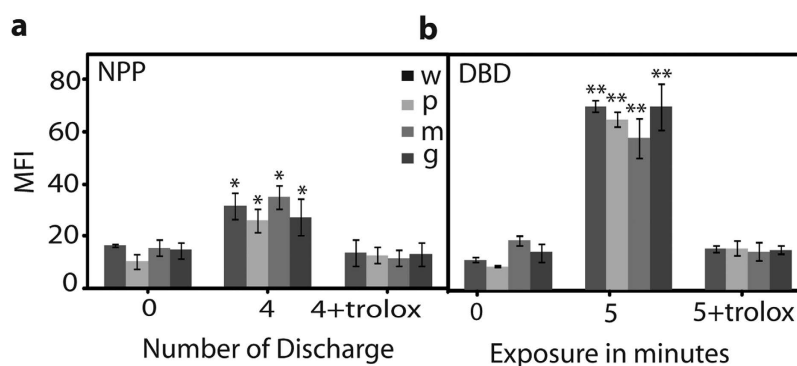 a
b
NPP
DBD
w
p
m
g
80
60
40
20
0
MFI
* * * *
** ** ** **
0 4 4+trolox
0 5 5+trolox
Number of Discharge
Exposure in minutes